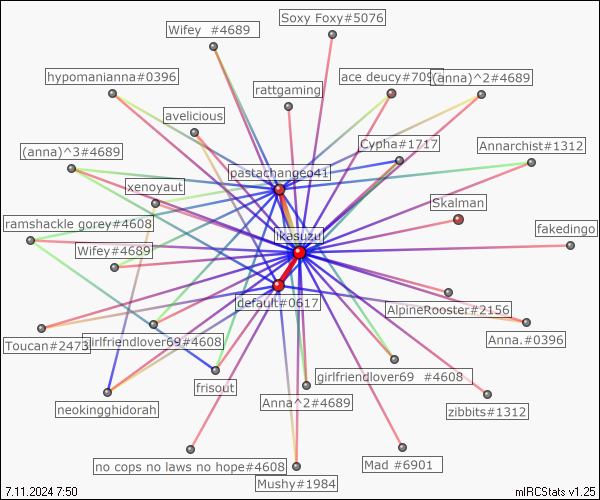 Soxy Foxy#5076
Wifey #4689
hypomanianna#0396
ace deucy#709
(anna)^2#4689
rattgaming
avelicious
Cypha#1717
Annarchist#1312
(anna)^3#4689
pastachangeo41
xenoyaut
Skalman
ramshackle gorey#4608
fakedingo
ikasuzu
Wifey#4689
default#0617
AlpineRooster#2156
Toucan#2473
girlfriendlover69#4608
Anna.#0396
girlfriendlover69 #4608
frisout
neokingghidorah
Anna^2#4689
zibbits#1312
no cops no laws no hope#4608
Mad #6901
Mushy#1984
7.11.2024 7:50
mIRCStats v1.25